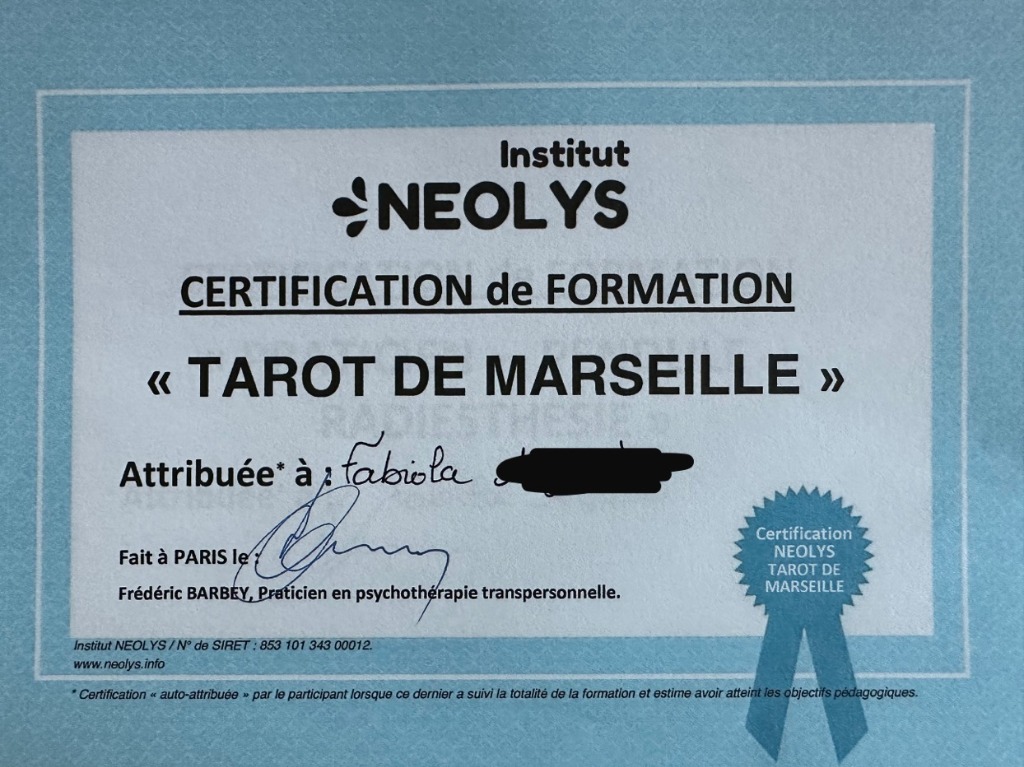 Institut
NEOLYS
CERTIFICATION de FORMATION
« TAROT DE MARSEILLE »
Attribuée* à : Fabiola
Fait à PARIS le :
Frédéric BARBEY, Praticien en psychothérapie transpersonnelle.
Certification
NEOLYS
TAROT DE
MARSEILLE
Institut NEOLYS / N° de SIRET : 853 101 343 00012.
www.neolys.info
* Certification « auto-attribuée » par le participant lorsque ce dernier a suivi la totalité de la formation et estime avoir atteint les objectifs pédagogiques.